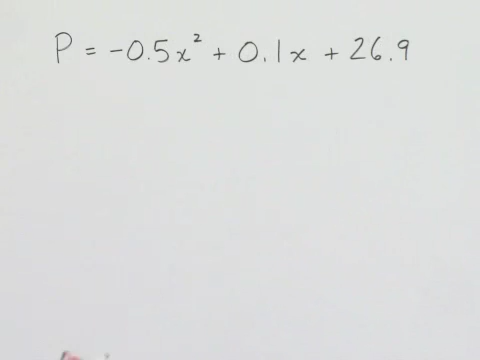 P = -0.5x² + 0.1x + 26.9